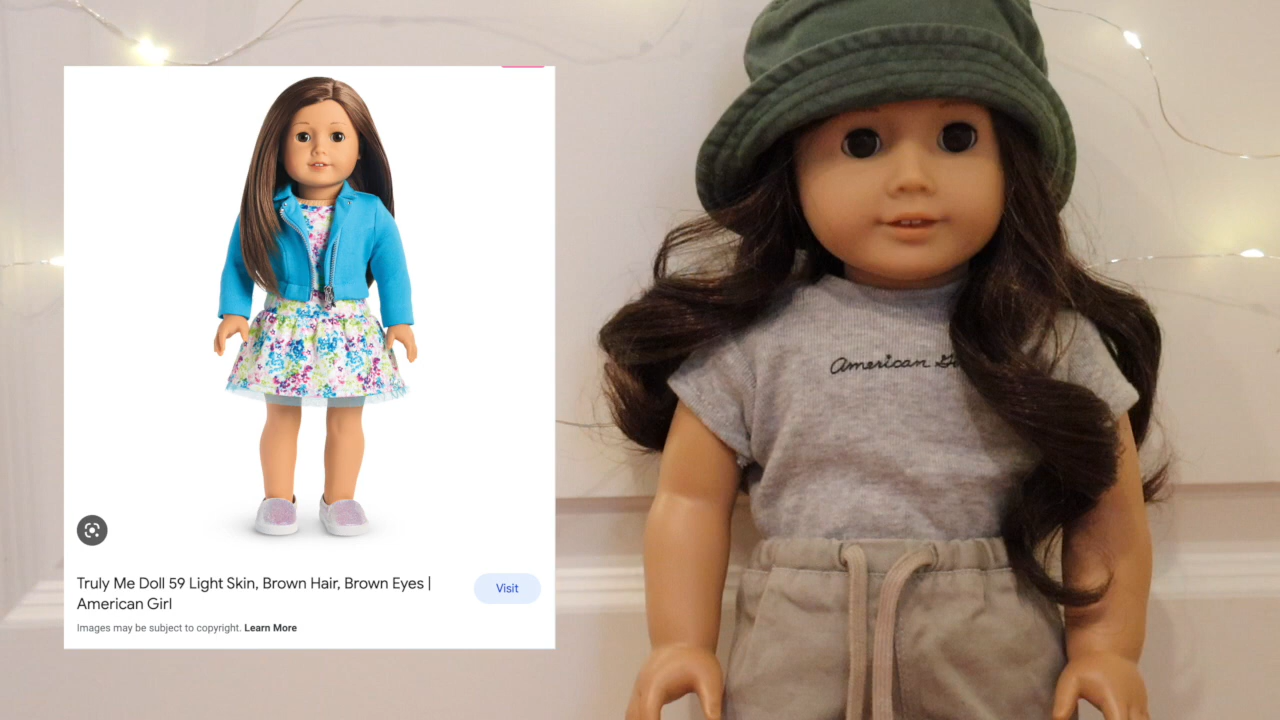 Truly Me Doll 59 Light Skin, Brown Hair, Brown Eyes |
American Girl
Visit
Images may be subject to copyright. Learn More
American